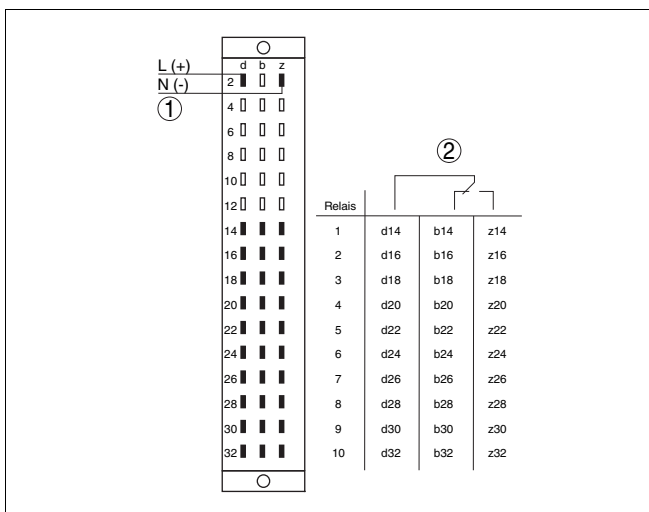 L (+)
N (-)
①
d b z
2
4
6
8
10
12
14
16
18
20
22
24
26
28
30
32
②
Relais
1 d14 b14 z14
2 d16 b16 z16
3 d18 b18 z18
4 d20 b20 z20
5 d22 b22 z22
6 d24 b24 z24
7 d26 b26 z26
8 d28 b28 z28
9 d30 b30 z30
10 d32 b32 z32